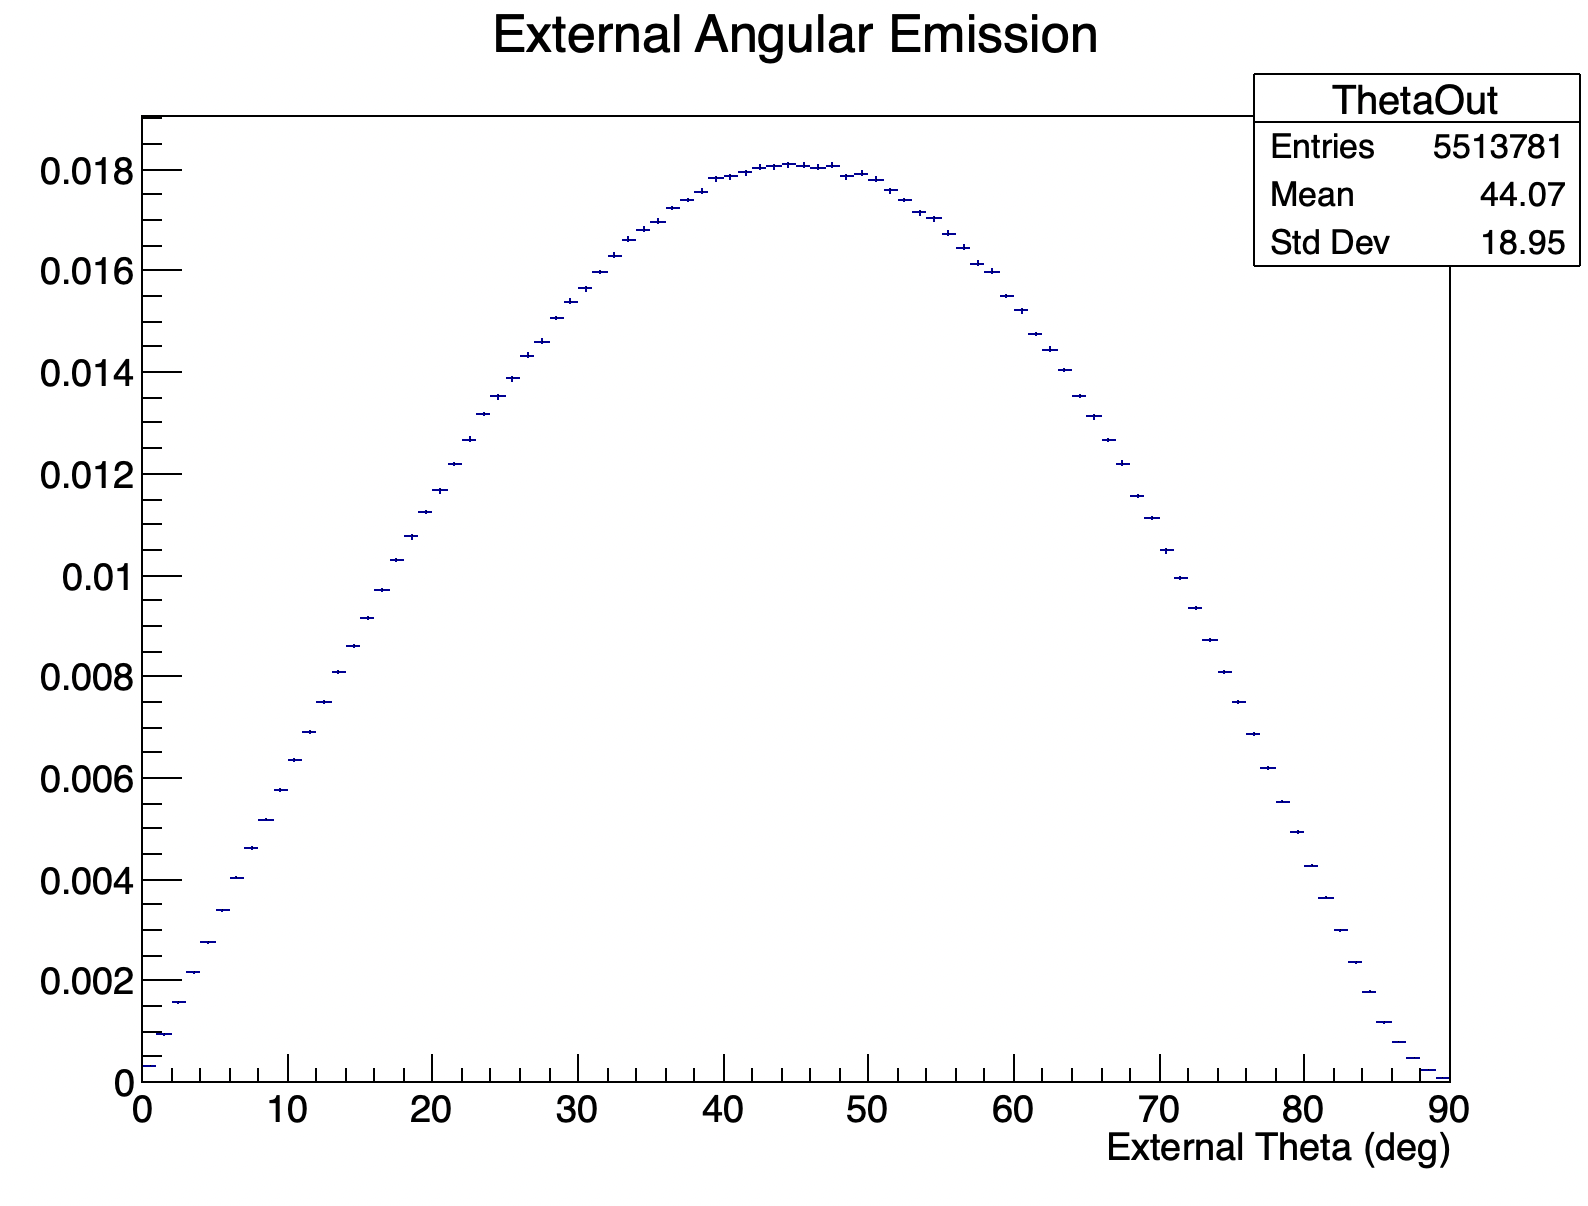 External Angular Emission
ThetaOut
Entries 5513781
Mean 44.07
Std Dev 18.95
0.018
0.016
0.014
0.012
0.01
0.008
0.006
0.004
0.002
0
0 10 20 30 40 50 60 70 80 90
External Theta (deg)